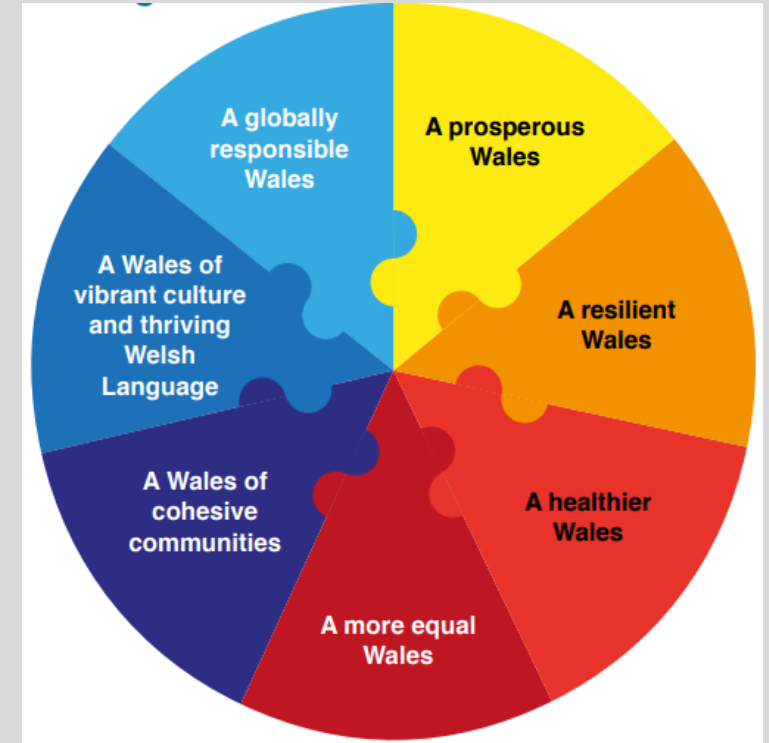 A prosperous
Wales
A resilient
Wales
A healthier
Wales
A more equal
Wales
A Wales of
cohesive
communities
A Wales of
vibrant culture
and thriving
Welsh
Language
A globally
responsible
Wales